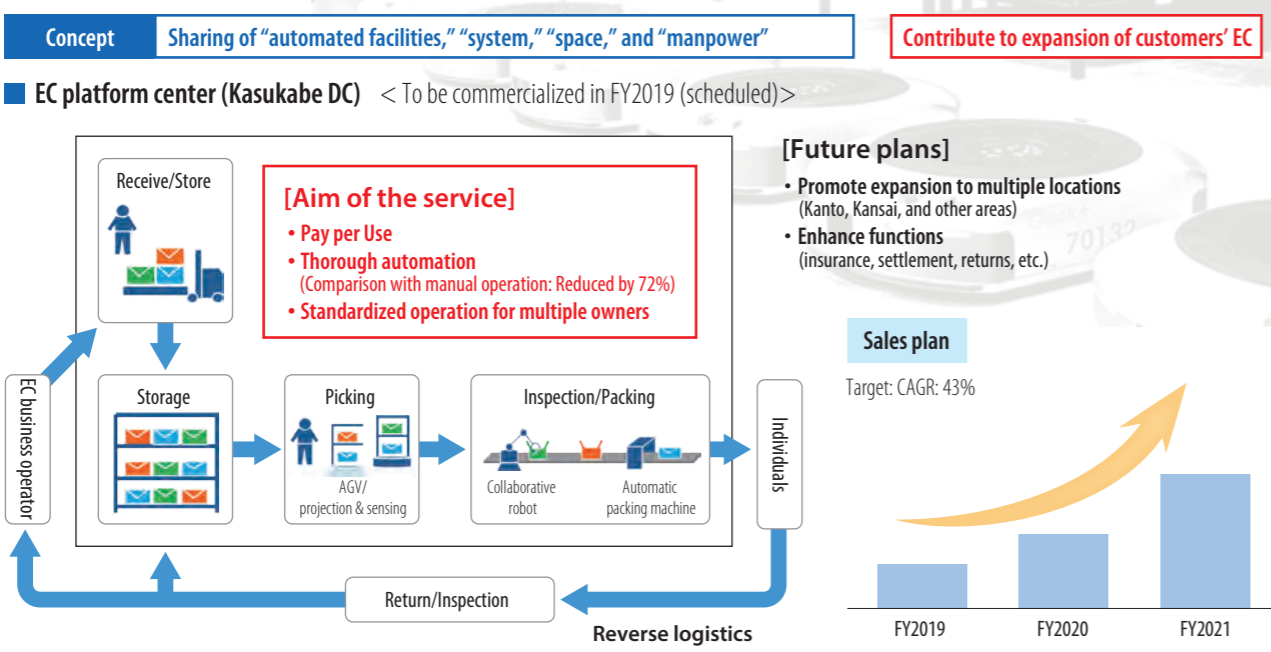 Concept
Sharing of “automated facilities,” “system,” “space,” and “manpower”
Contribute to expansion of customers’ EC
EC platform center (Kasukabe DC) < To be commercialized in FY2019 (scheduled)>
Receive/Store
[Aim of the service]
• Pay per Use
• Thorough automation
(Comparison with manual operation: Reduced by 72%)
• Standardized operation for multiple owners
EC business operator
Storage
Picking
AGV/
projection & sensing
Inspection/Packing
Collaborative
robot
Automatic
packing machine
Individuals
Return/Inspection
Reverse logistics
[Future plans]
• Promote expansion to multiple locations
(Kanto, Kansai, and other areas)
• Enhance functions
(insurance, settlement, returns, etc.)
70132
Sales plan
Target: CAGR: 43%
FY2019
FY2020
FY2021